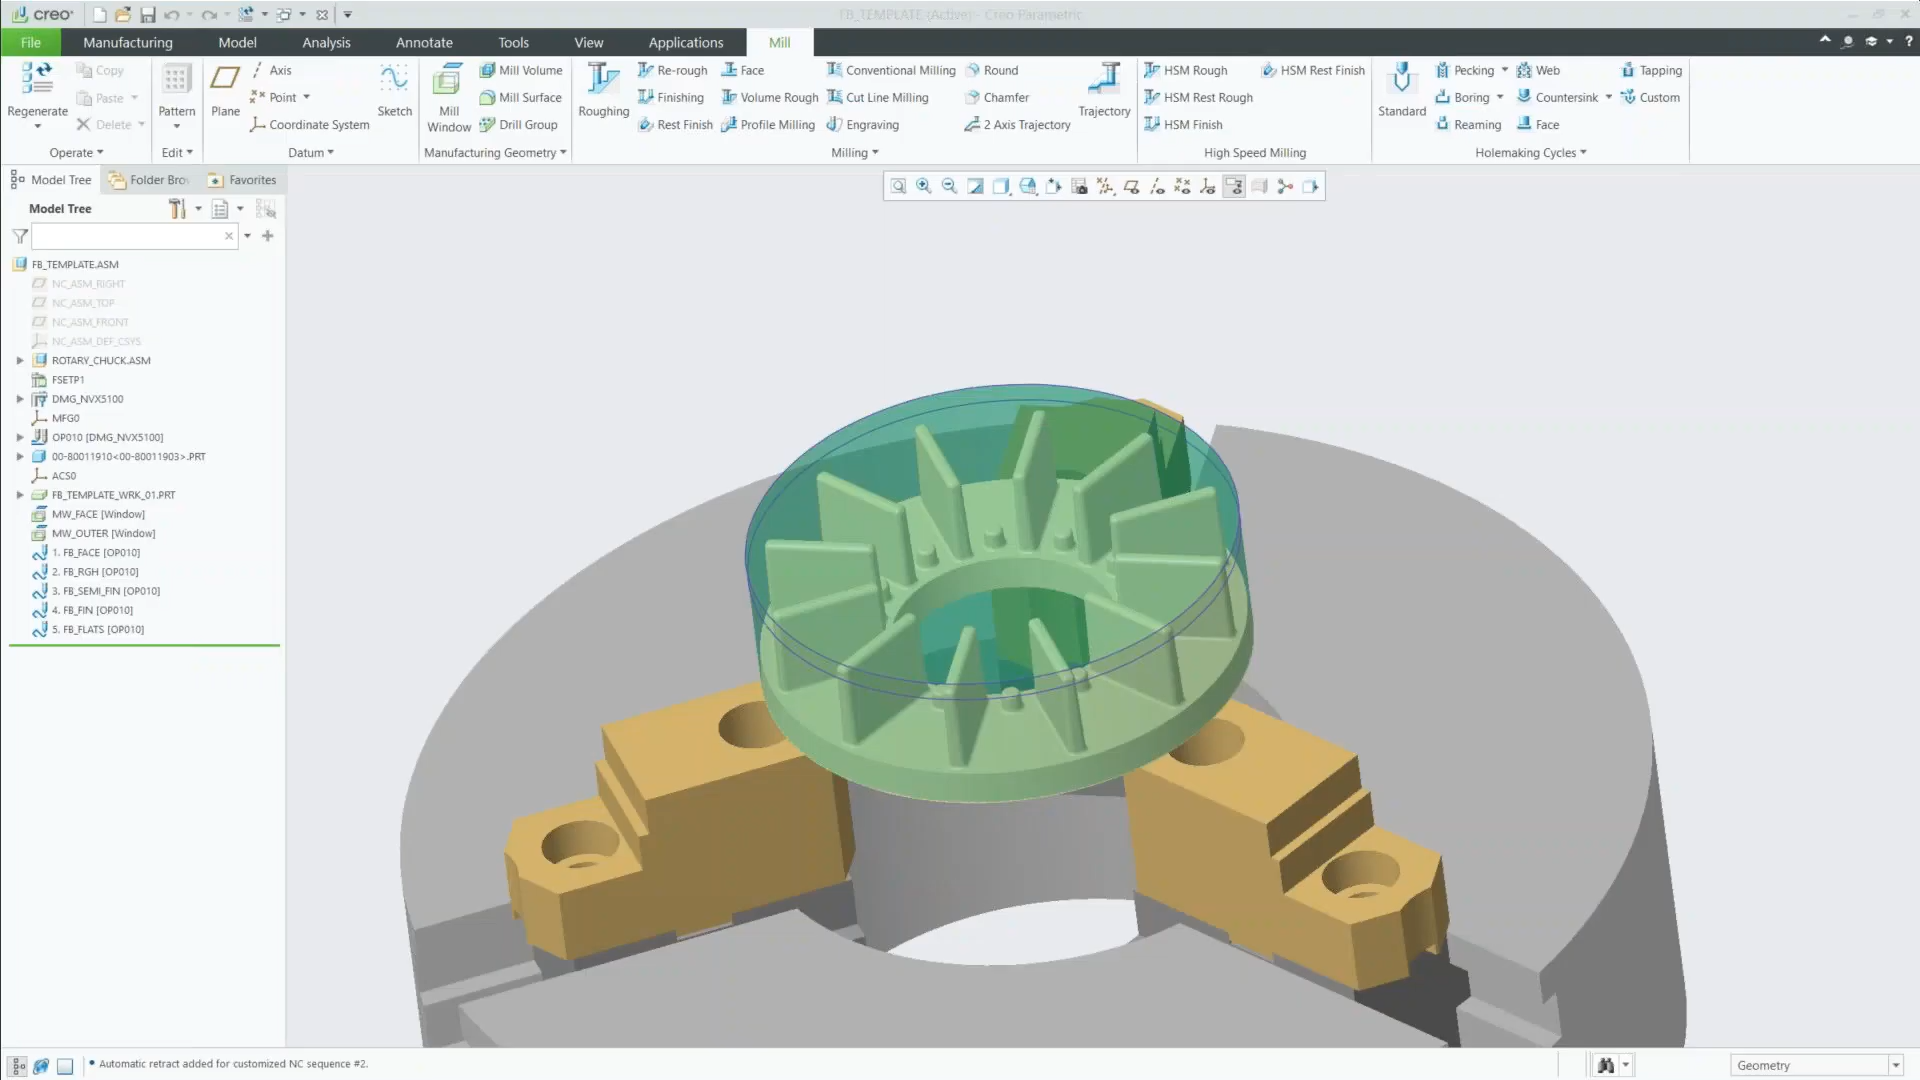 creo
FB_TEMPLATE (Active) - Creo Parametric
File Manufacturing Model Analysis Annotate Tools View Applications Mill
Regenerate
Copy
Paste
Delete
Operate
Pattern
Edit
Plane
Axis
Point
Coordinate System
Sketch
Datum
Mill Window
Mill Volume
Mill Surface
Drill Group
Manufacturing Geometry
Roughing
Re-rough
Finishing
Rest Finish
Face
Volume Rough
Profile Milling
Conventional Milling
Cut Line Milling
Engraving
Round
Chamfer
2 Axis Trajectory
Trajectory
Milling
HSM Rough
HSM Rest Rough
HSM Finish
HSM Rest Finish
High Speed Milling
Standard
Pecking
Boring
Reaming
Web
Countersink
Face
Tapping
Custom
Holemaking Cycles
Model Tree Folder Bro Favorites
Model Tree
FB_TEMPLATE.ASM
NC_ASM_RIGHT
NC_ASM_TOP
NC_ASM_FRONT
NC_ASM_DEF_CSYS
ROTARY_CHUCK.ASM
FSETP1
DMG_NVX5100
MFG0
OP010 [DMG_NVX5100]
00-80011910<00-80011903>.PRT
ACS0
FB_TEMPLATE_WRK_01.PRT
MW_FACE [Window]
MW_OUTER [Window]
1. FB_FACE [OP010]
2. FB_RGH [OP010]
3. FB_SEMI_FIN [OP010]
4. FB_FIN [OP010]
5. FB_FLATS [OP010]
• Automatic retract added for customized NC sequence #2.
Geometry